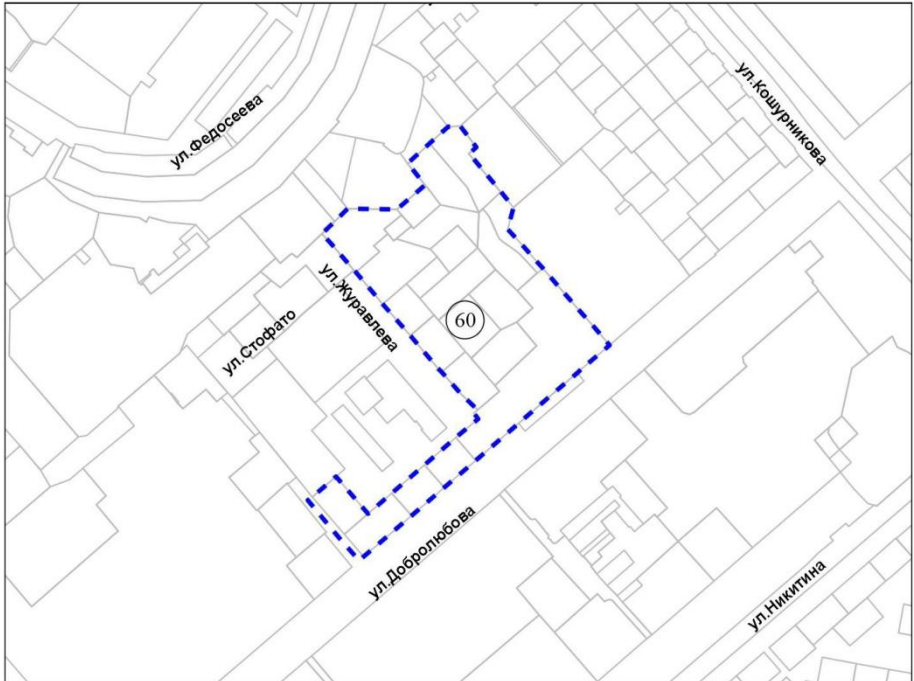 ул.Кошурникова
ул.Федосеева
ул.Журавлева
60
ул.Стофато
ул.Добролюбова
ул.Никитина